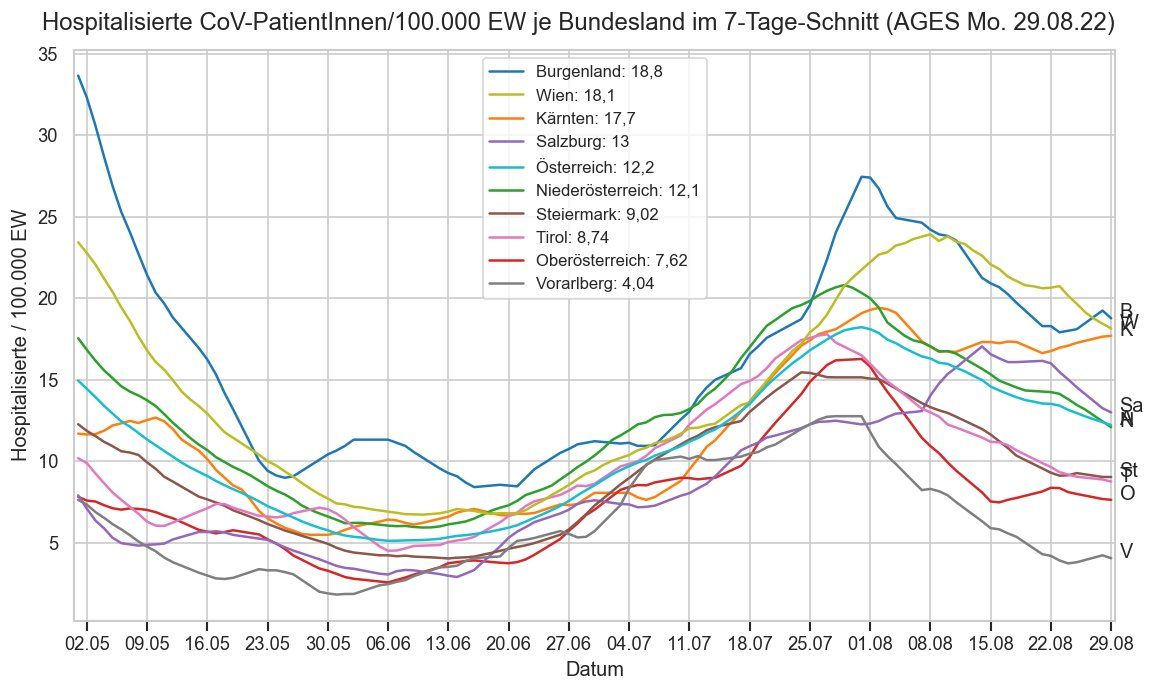 Hospitalisierte CoV-PatientInnen/100.000 EW je Bundesland im 7-Tage-Schnitt (AGES Mo. 29.08.22)
Hospitalisierte / 100.000 EW
35
30
25
20
15
10
5
Burgenland: 18,8
Wien: 18,1
Kärnten: 17,7
Salzburg: 13
Österreich: 12,2
Niederösterreich: 12,1
Steiermark: 9,02
Tirol: 8,74
Oberösterreich: 7,62
Vorarlberg: 4,04
B
W
K
Sa
N
St
T
O
V
02.05 09.05 16.05 23.05 30.05 06.06 13.06 20.06 27.06 04.07 11.07 18.07 25.07 01.08 08.08 15.08 22.08 29.08
Datum